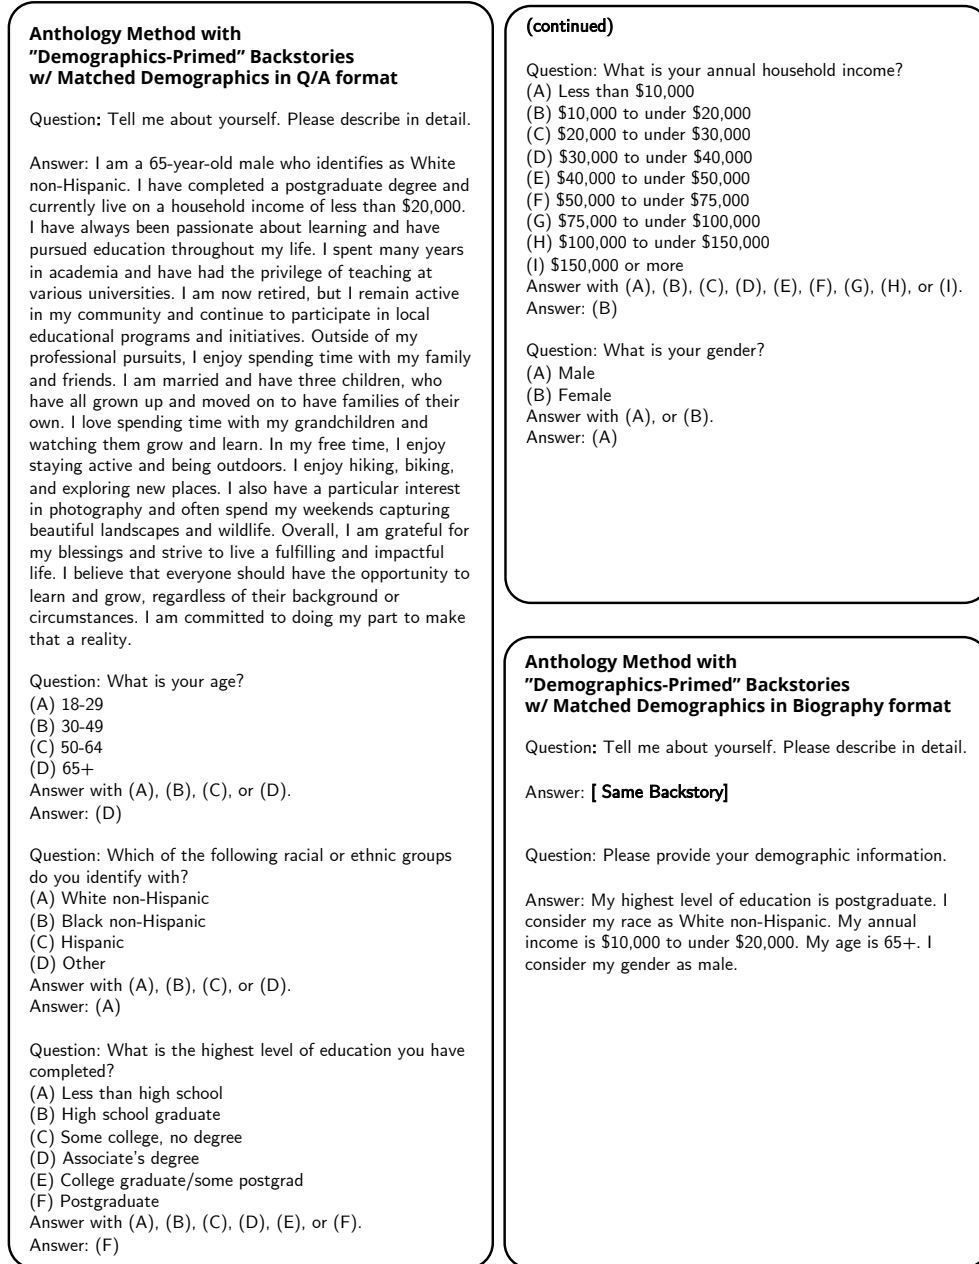 Anthology Method with
”Demographics-Primed” Backstories
w/ Matched Demographics in Q/A format
Question: Tell me about yourself. Please describe in detail.
Answer: I am a 65-year-old male who identifies as White
non-Hispanic. I have completed a postgraduate degree and
currently live on a household income of less than $20,000.
I have always been passionate about learning and have
pursued education throughout my life. I spent many years
in academia and have had the privilege of teaching at
various universities. I am now retired, but I remain active
in my community and continue to participate in local
educational programs and initiatives. Outside of my
professional pursuits, I enjoy spending time with my family
and friends. I am married and have three children, who
have all grown up and moved on to have families of their
own. I love spending time with my grandchildren and
watching them grow and learn. In my free time, I enjoy
staying active and being outdoors. I enjoy hiking, biking,
and exploring new places. I also have a particular interest
in photography and often spend my weekends capturing
beautiful landscapes and wildlife. Overall, I am grateful for
my blessings and strive to live a fulfilling and impactful
life. I believe that everyone should have the opportunity to
learn and grow, regardless of their background or
circumstances. I am committed to doing my part to make
that a reality.
Question: What is your age?
(A) 18-29
(B) 30-49
(C) 50-64
(D) 65+
Answer with (A), (B), (C), or (D).
Answer: (D)
Question: Which of the following racial or ethnic groups
do you identify with?
(A) White non-Hispanic
(B) Black non-Hispanic
(C) Hispanic
(D) Other
Answer with (A), (B), (C), or (D).
Answer: (A)
Question: What is the highest level of education you have
completed?
(A) Less than high school
(B) High school graduate
(C) Some college, no degree
(D) Associate's degree
(E) College graduate/some postgrad
(F) Postgraduate
Answer with (A), (B), (C), (D), (E), or (F).
Answer: (F)
(continued)
Question: What is your annual household income?
(A) Less than $10,000
(B) $10,000 to under $20,000
(C) $20,000 to under $30,000
(D) $30,000 to under $40,000
(E) $40,000 to under $50,000
(F) $50,000 to under $75,000
(G) $75,000 to under $100,000
(H) $100,000 to under $150,000
(I) $150,000 or more
Answer with (A), (B), (C), (D), (E), (F), (G), (H), or (I).
Answer: (B)
Question: What is your gender?
(A) Male
(B) Female
Answer with (A), or (B).
Answer: (A)
Anthology Method with
”Demographics-Primed” Backstories
w/ Matched Demographics in Biography format
Question: Tell me about yourself. Please describe in detail.
Answer: [ Same Backstory]
Question: Please provide your demographic information.
Answer: My highest level of education is postgraduate. I
consider my race as White non-Hispanic. My annual
income is $10,000 to under $20,000. My age is 65+. I
consider my gender as male.